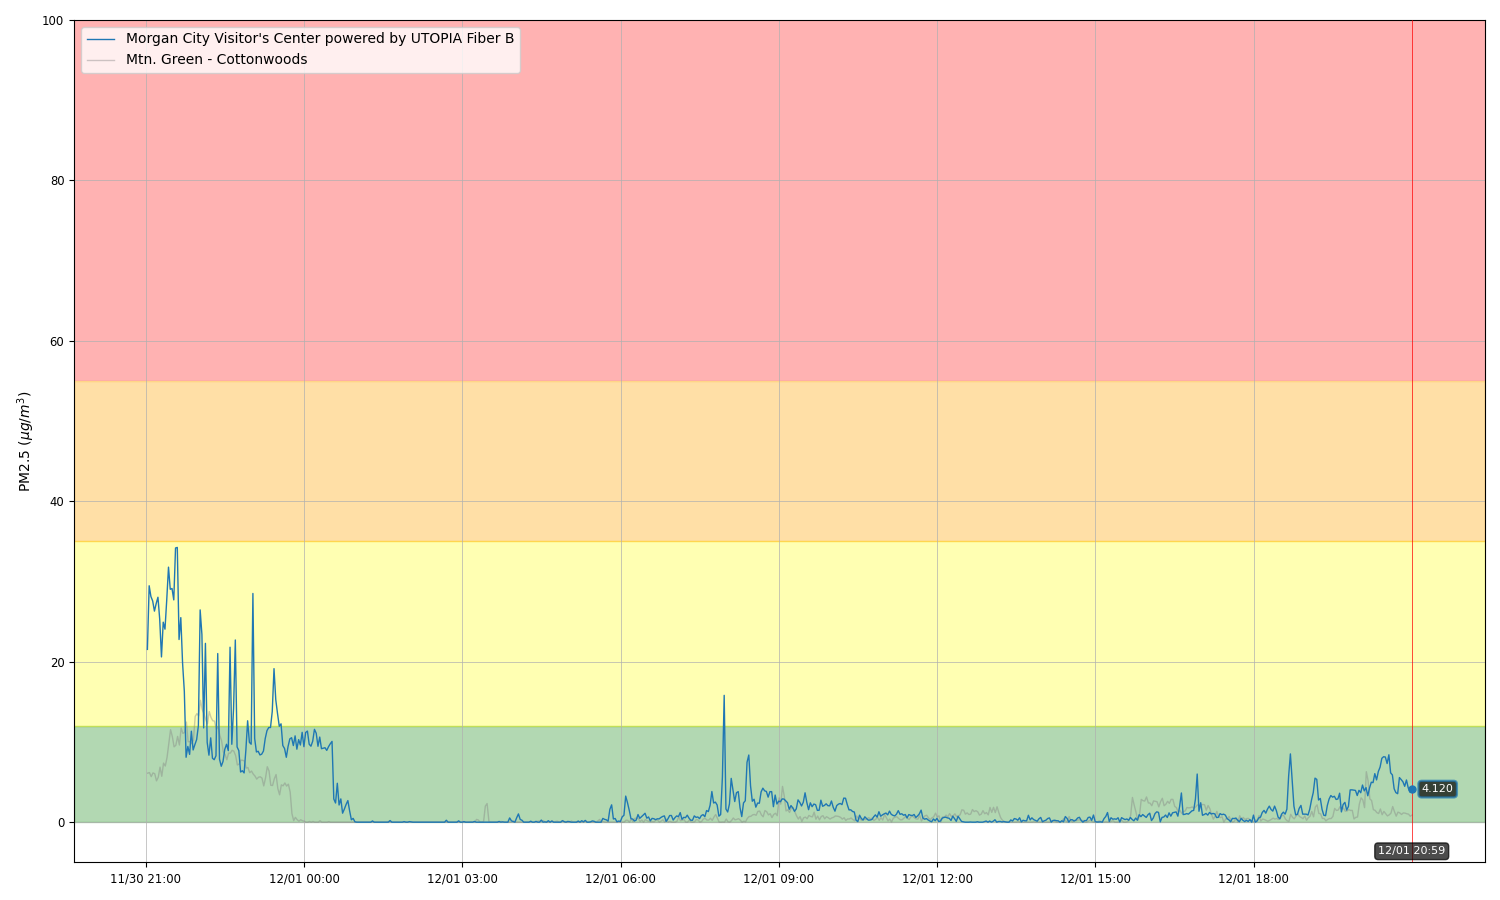 100
Morgan City Visitor's Center powered by UTOPIA Fiber B
Mtn. Green - Cottonwoods
80
60
PM2.5 (μg/m³)
40
20
4.120
0
12/01 20:59
11/30 21:00 12/01 00:00 12/01 03:00 12/01 06:00 12/01 09:00 12/01 12:00 12/01 15:00 12/01 18:00